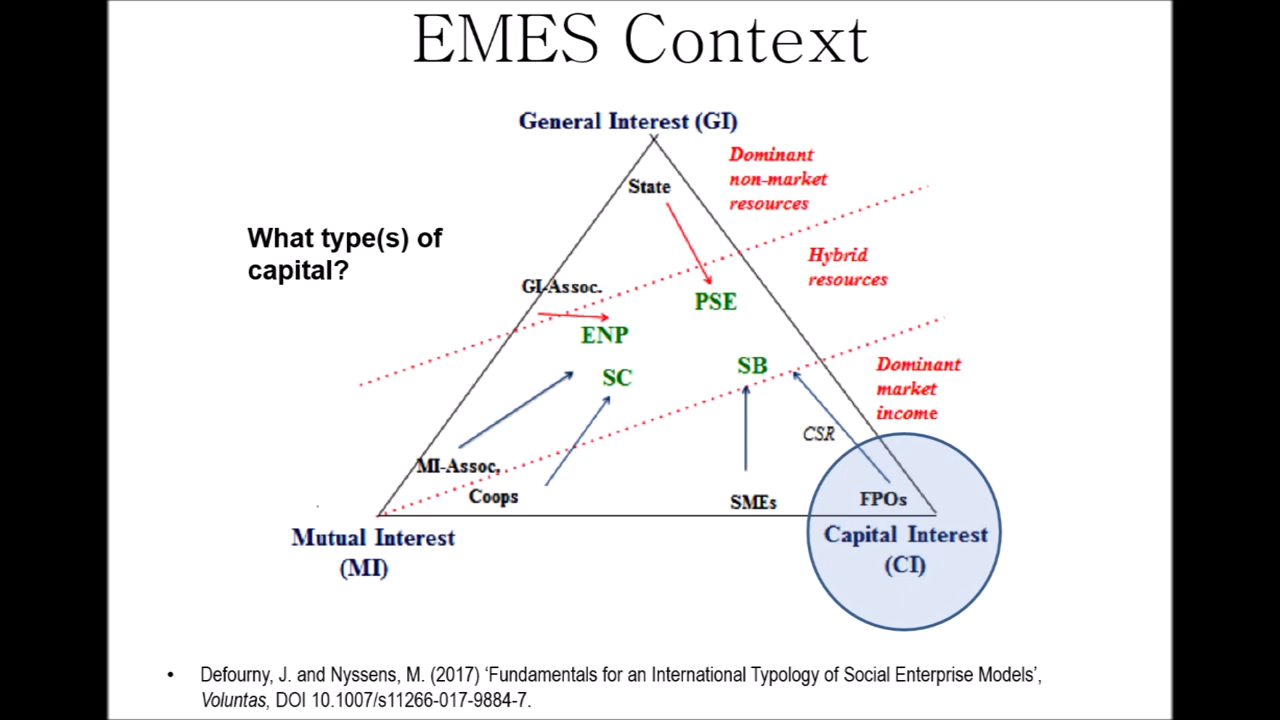 EMES Context
General Interest (GI)
Dominant
non-market
resources
State
What type(s) of
capital?
Hybrid
resources
GI-Assoc.
PSE
ENP
SB
SC
Dominant
market
income
CSR
MI-Assoc.
Coops
SMEs
FPOs
Mutual Interest
(MI)
Capital Interest
(CI)
• Defourny, J. and Nyssens, M. (2017) ‘Fundamentals for an International Typology of Social Enterprise Models’,
Voluntas, DOI 10.1007/s11266-017-9884-7.